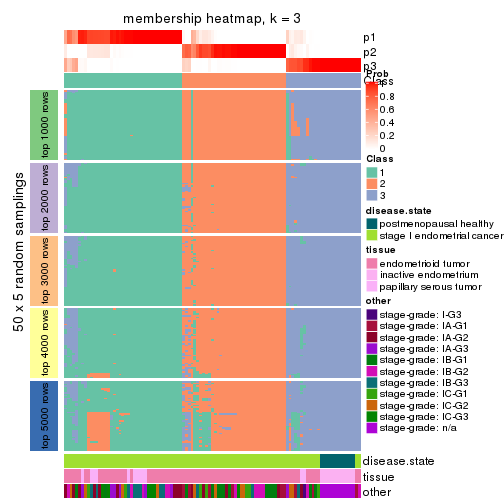 membership heatmap, k = 3
p1
p2
p3
Class
Prob
1
0.8
0.6
0.4
0.2
0
Class
1
2
3
disease.state
postmenopausal healthy
stage I endometrial cancer
tissue
endometrioid tumor
inactive endometrium
papillary serous tumor
other
stage-grade: I-G3
stage-grade: IA-G1
stage-grade: IA-G2
stage-grade: IA-G3
stage-grade: IB-G1
stage-grade: IB-G2
stage-grade: IB-G3
stage-grade: IC-G1
stage-grade: IC-G2
stage-grade: IC-G3
stage-grade: n/a
50 x 5 random samplings
top 1000 rows
top 2000 rows
top 3000 rows
top 4000 rows
top 5000 rows
disease.state
tissue
other